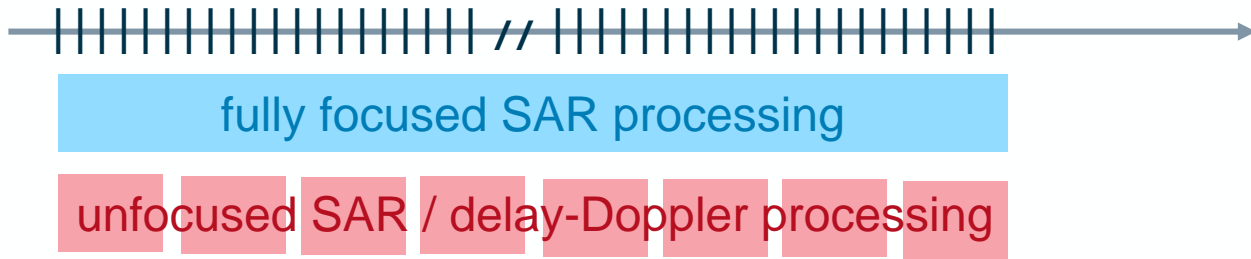 //
fully focused SAR processing
unfocused SAR / delay-Doppler processing